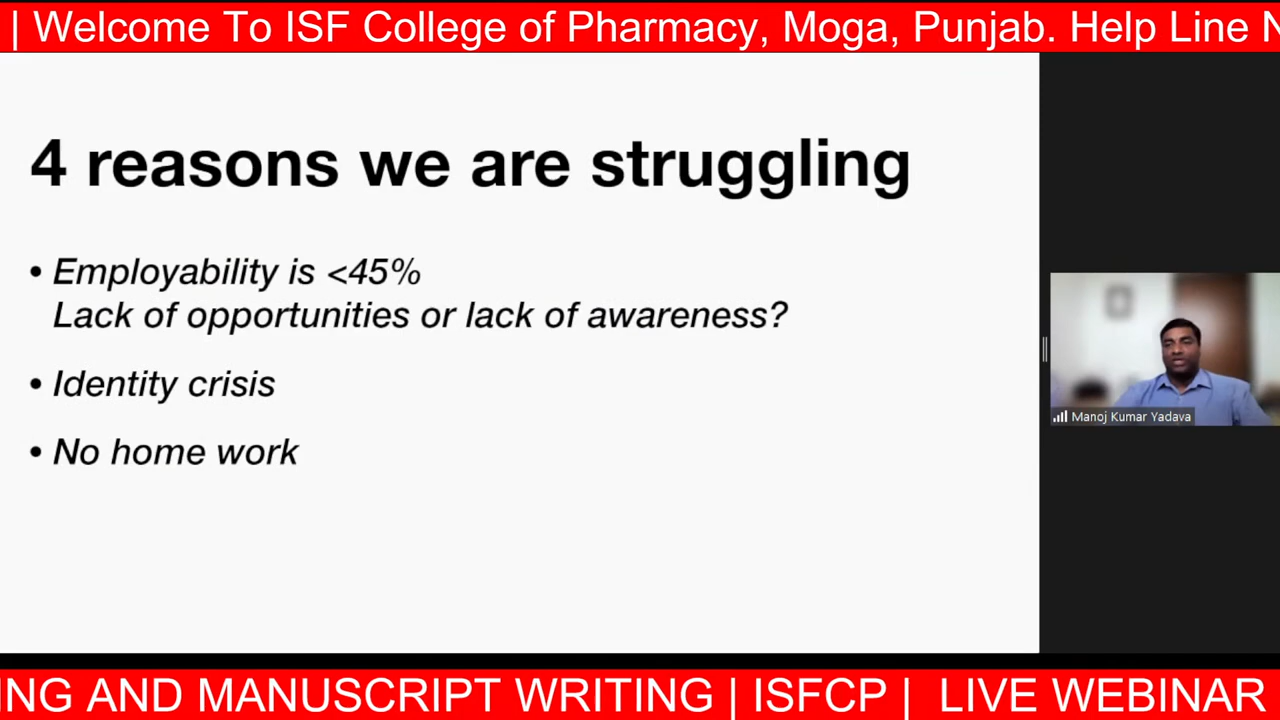 | Welcome To ISF College of Pharmacy, Moga, Punjab. Help Line N
4 reasons we are struggling
• Employability is <45%
Lack of opportunities or lack of awareness?
• Identity crisis
• No home work
Manoj Kumar Yadava
ING AND MANUSCRIPT WRITING | ISFCP | LIVE WEBINAR